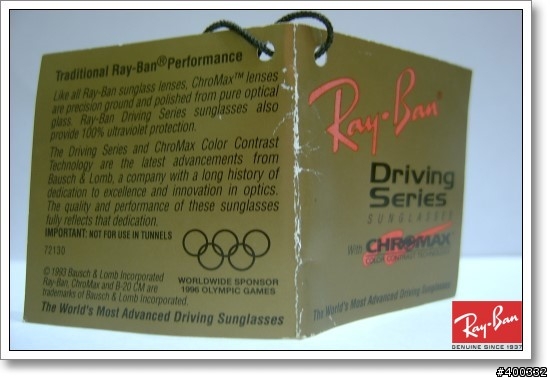 Traditional Ray-Ban® Performance
Like all Ray-Ban sunglass lenses, ChroMax™ lenses
are precision ground and polished from pure optical
glass. Ray-Ban Driving Series sunglasses also
provide 100% ultraviolet protection.
The Driving Series and ChroMax Color Contrast
Technology are the latest advancements from
Bausch & Lomb, a company with a long history of
dedication to excellence and innovation in optics.
The quality and performance of these sunglasses
fully reflects that dedication.
IMPORTANT: NOT FOR USE IN TUNNELS
72130
© 1993 Bausch & Lomb Incorporated
Ray-Ban, ChroMax and B-20 CM are
trademarks of Bausch & Lomb Incorporated.
WORLDWIDE SPONSOR
1996 OLYMPIC GAMES
The World's Most Advanced Driving Sunglasses
Ray-Ban®
Driving
Series
SUNGLASSES
With CHROMAX
COLOR CONTRAST TECHNOLOGY
The World's Most Advanced Driving Sunglasses
Ray-Ban
GENUINE SINCE 1937
#400332